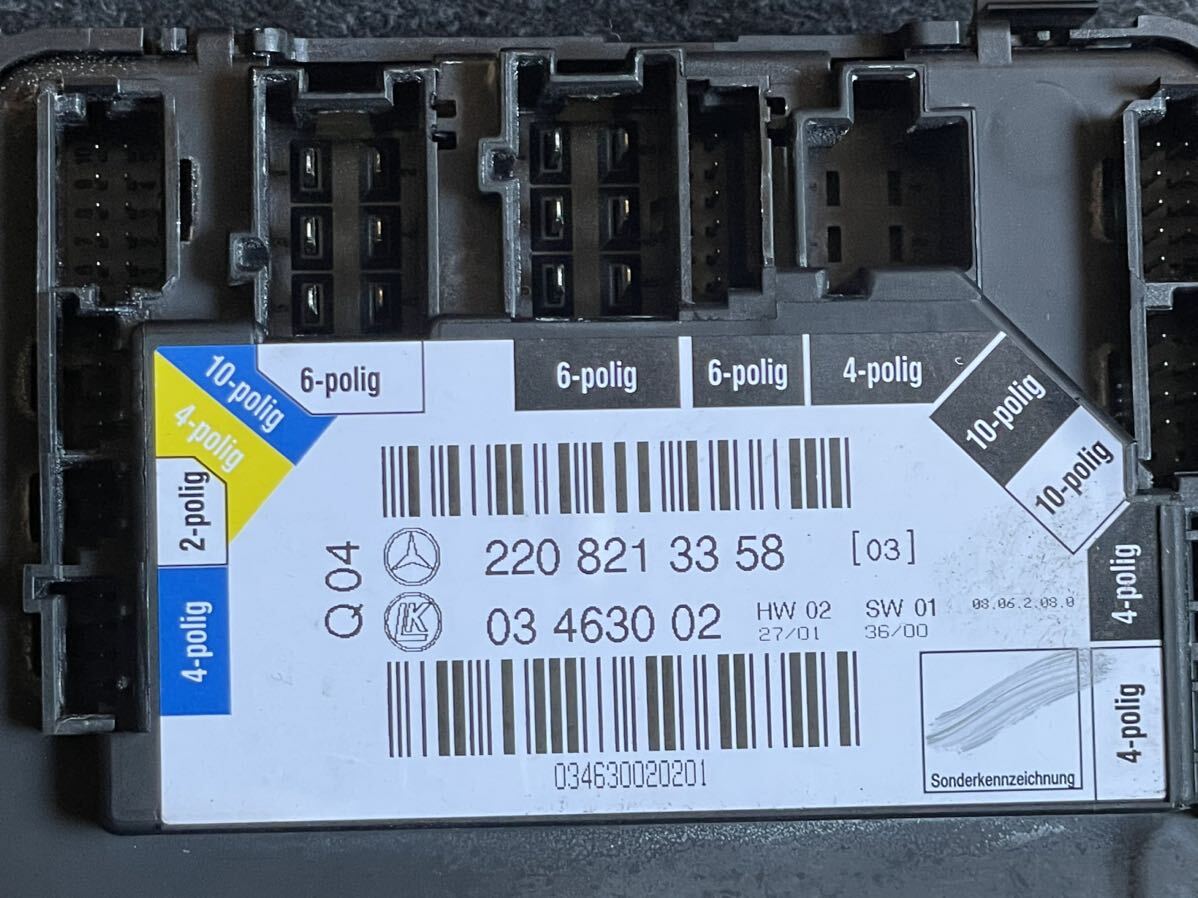 10-polig
6-polig
6-polig
6-polig
4-polig
10-polig
10-polig
4-polig
2-polig
4-polig
4-polig
4-polig
Q 04
220 821 33 58 [03]
LK
03 4630 02 HW 02 SW 01 08.06.2.08.0
27/01 36/00
034630020201
Sonderkennzeichnung